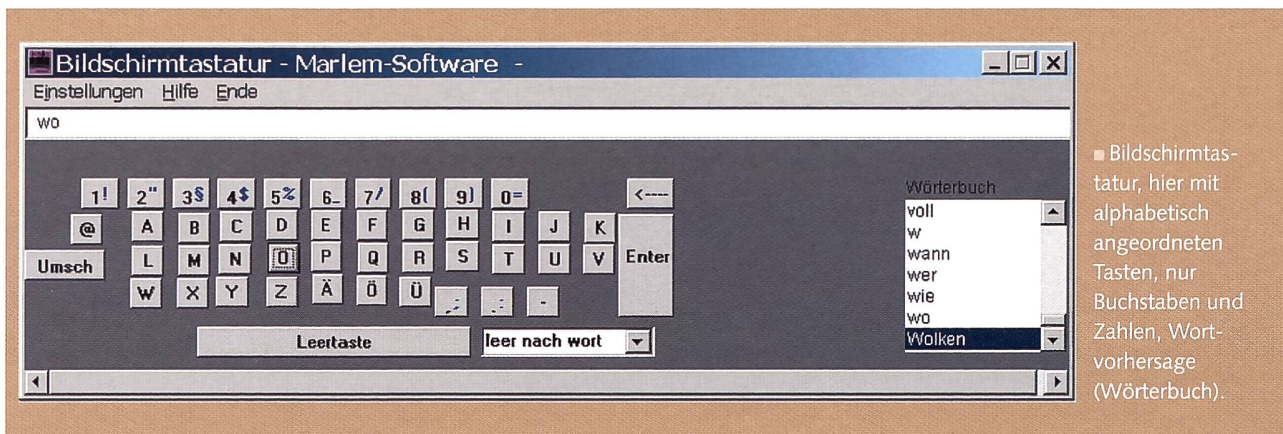 Bildschirmtastatur - Marlem-Software -
Einstellungen Hilfe Ende
wo
1! 2" 3§ 4$ 5% 6_ 7/ 8( 9) 0= <----
@ A B C D E F G H I J K
Umsch L M N O P Q R S T U V Enter
W X Y Z Ä Ö Ü .; .: -
Leertaste leer nach wort
Wörterbuch
voll
w
wann
wer
wie
wo
Wolken
Bildschirmtas-
tatur, hier mit
alphabetisch
angeordneten
Tasten, nur
Buchstaben und
Zahlen, Wort-
vorhersage
(Wörterbuch).